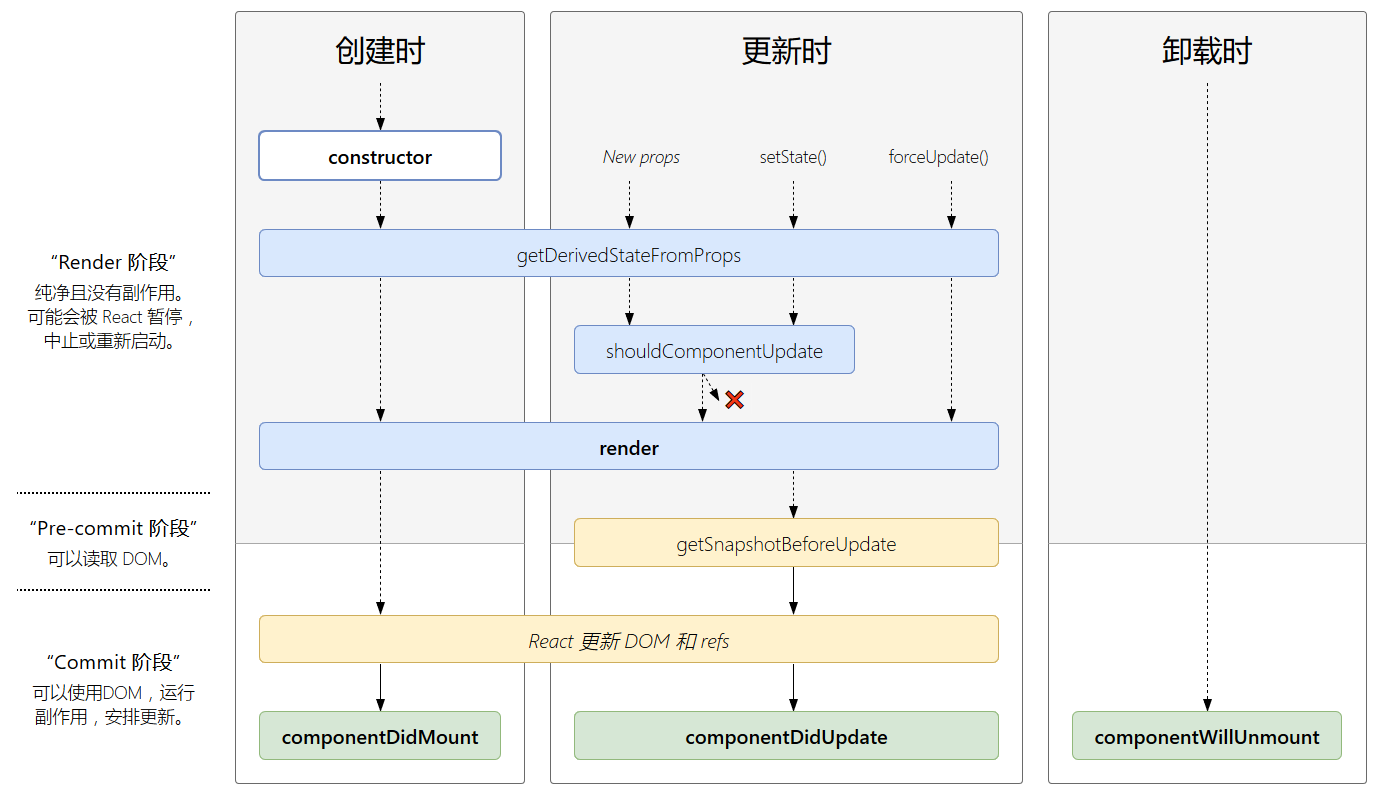 创建时
更新时
卸载时
constructor
New props
setState()
forceUpdate()
getDerivedStateFromProps
“Render 阶段”
纯净且没有副作用。
可能会被 React 暂停，
中止或重新启动。
shouldComponentUpdate
render
“Pre-commit 阶段”
可以读取 DOM。
getSnapshotBeforeUpdate
React 更新 DOM 和 refs
“Commit 阶段”
可以使用DOM，运行
副作用，安排更新。
componentDidMount
componentDidUpdate
componentWillUnmount